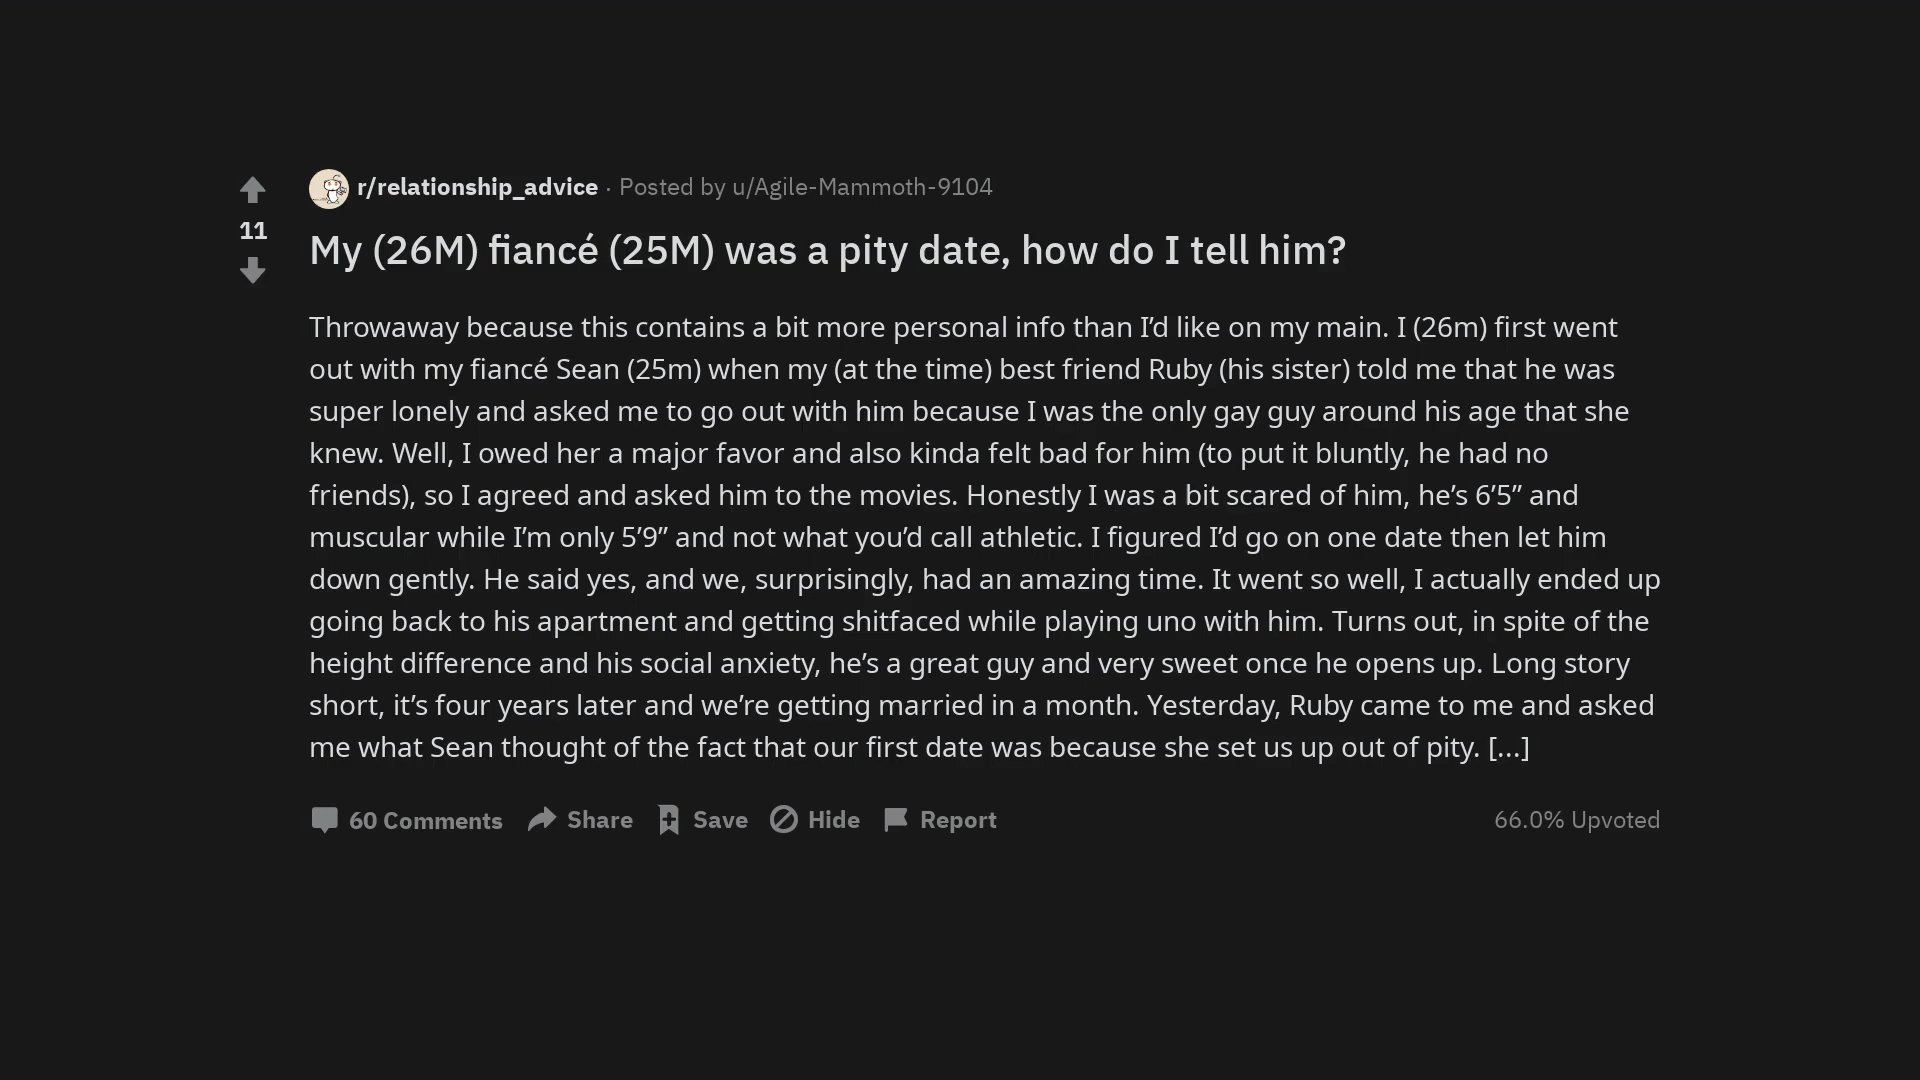 r/relationship_advice · Posted by u/Agile-Mammoth-9104
11
My (26M) fiancé (25M) was a pity date, how do I tell him?
Throwaway because this contains a bit more personal info than I’d like on my main. I (26m) first went
out with my fiancé Sean (25m) when my (at the time) best friend Ruby (his sister) told me that he was
super lonely and asked me to go out with him because I was the only gay guy around his age that she
knew. Well, I owed her a major favor and also kinda felt bad for him (to put it bluntly, he had no
friends), so I agreed and asked him to the movies. Honestly I was a bit scared of him, he’s 6’5” and
muscular while I’m only 5’9” and not what you’d call athletic. I figured I’d go on one date then let him
down gently. He said yes, and we, surprisingly, had an amazing time. It went so well, I actually ended up
going back to his apartment and getting shitfaced while playing uno with him. Turns out, in spite of the
height difference and his social anxiety, he’s a great guy and very sweet once he opens up. Long story
short, it’s four years later and we’re getting married in a month. Yesterday, Ruby came to me and asked
me what Sean thought of the fact that our first date was because she set us up out of pity. [...]
60 Comments Share Save Hide Report 66.0% Upvoted